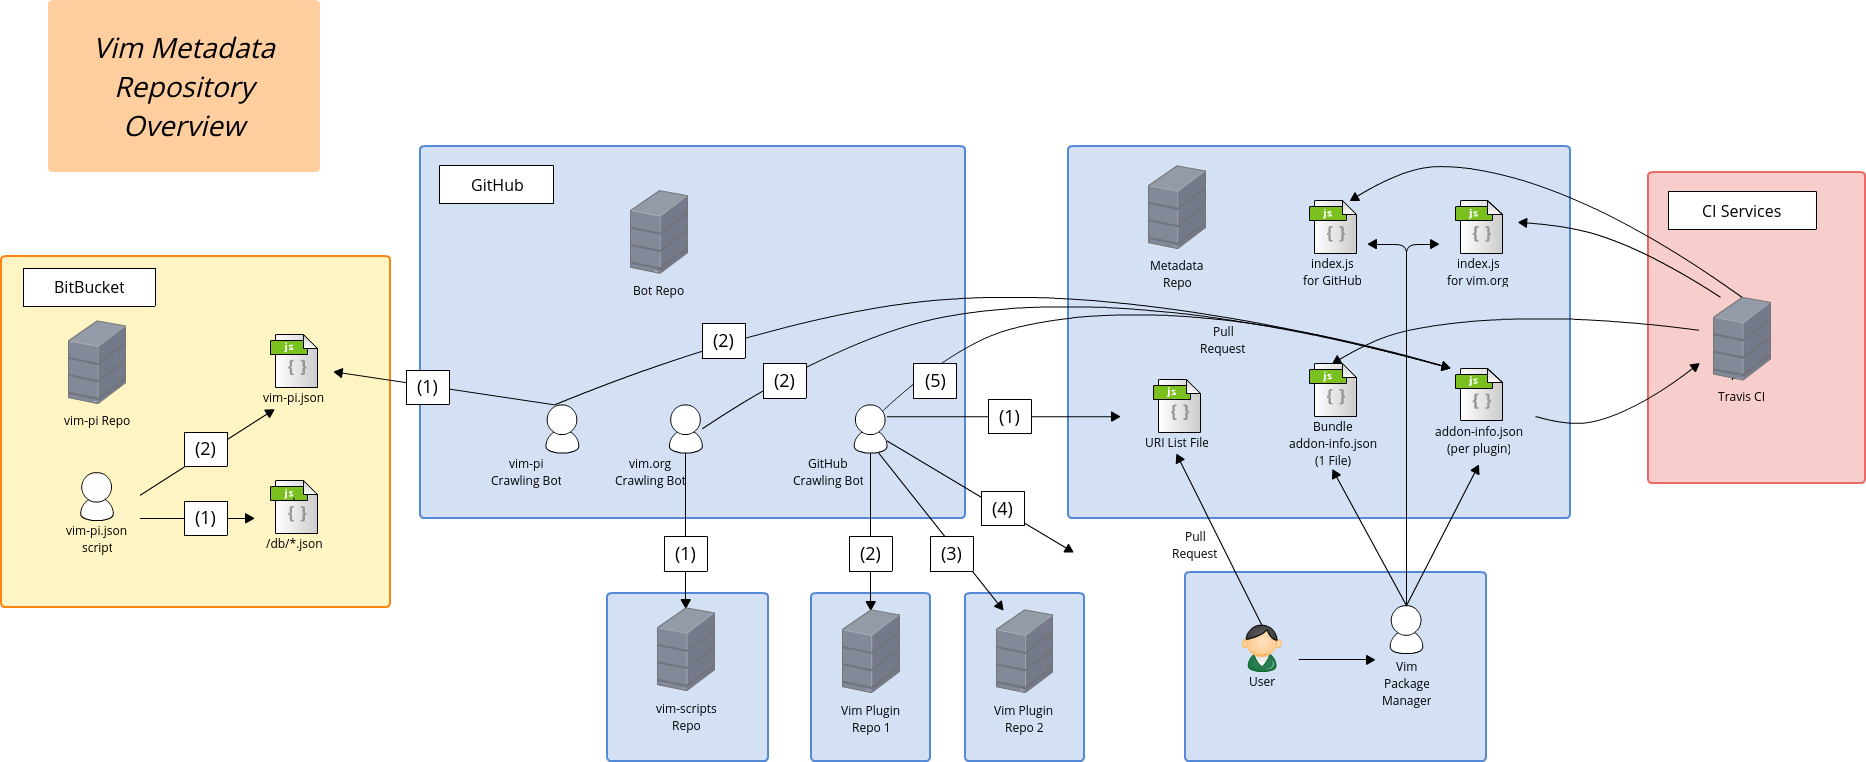 Vim Metadata
Repository
Overview
BitBucket
vim-pi Repo
js
{ }
vim-pi.json
(2)
vim-pi.json
script
(1)
js
{ }
/db/*.json
GitHub
Bot Repo
(1)
(2)
(2)
(5)
vim-pi
Crawling Bot
vim.org
Crawling Bot
GitHub
Crawling Bot
(1)
(4)
(1)
(2)
(3)
vim-scripts
Repo
Vim Plugin
Repo 1
Vim Plugin
Repo 2
Metadata
Repo
js
{ }
index.js
for GitHub
js
{ }
index.js
for vim.org
Pull
Request
js
{ }
URI List File
js
{ }
Bundle
addon-info.json
(1 File)
js
{ }
addon-info.json
(per plugin)
Pull
Request
User
Vim
Package
Manager
CI Services
Travis CI